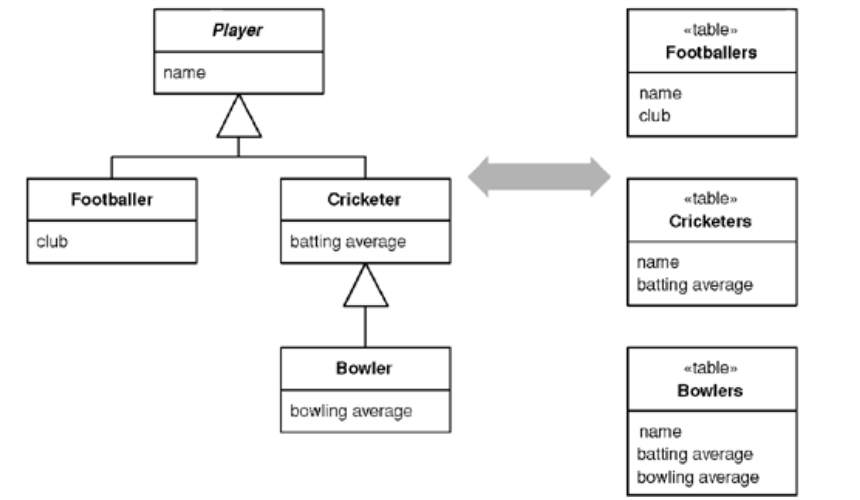 Player
name
Footballer
club
Cricketer
batting average
Bowler
bowling average
«table»
Footballers
name
club
«table»
Cricketers
name
batting average
«table»
Bowlers
name
batting average
bowling average